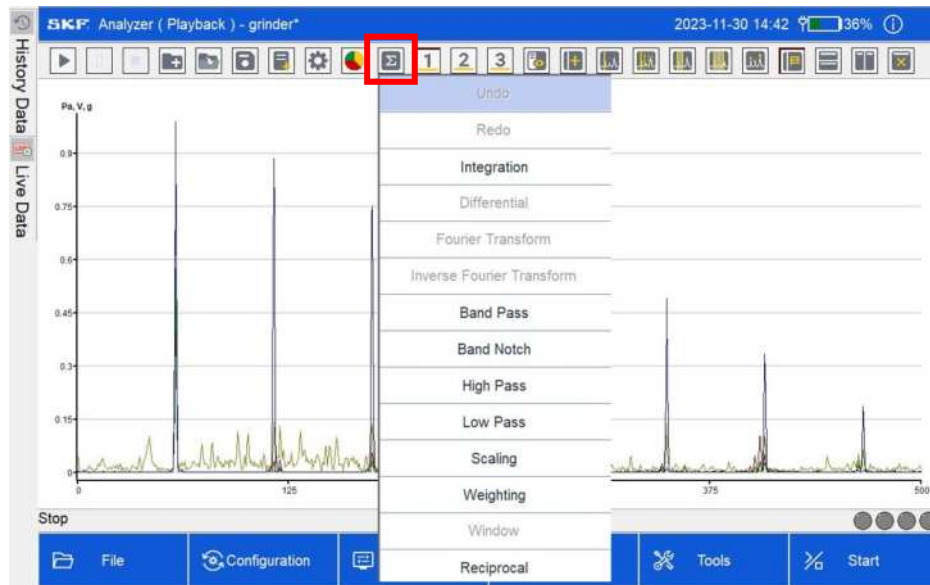 SKF. Analyzer ( Playback ) - grinder*
2023-11-30 14:42
36%
History Data
Live Data
Σ
1
2
3
Pa, V, g
0.9
0.75
0.6
0.45
0.3
0.15
0
0
125
375
500
Undo
Redo
Integration
Differential
Fourier Transform
Inverse Fourier Transform
Band Pass
Band Notch
High Pass
Low Pass
Scaling
Weighting
Window
Reciprocal
Stop
File
Configuration
Tools
Start